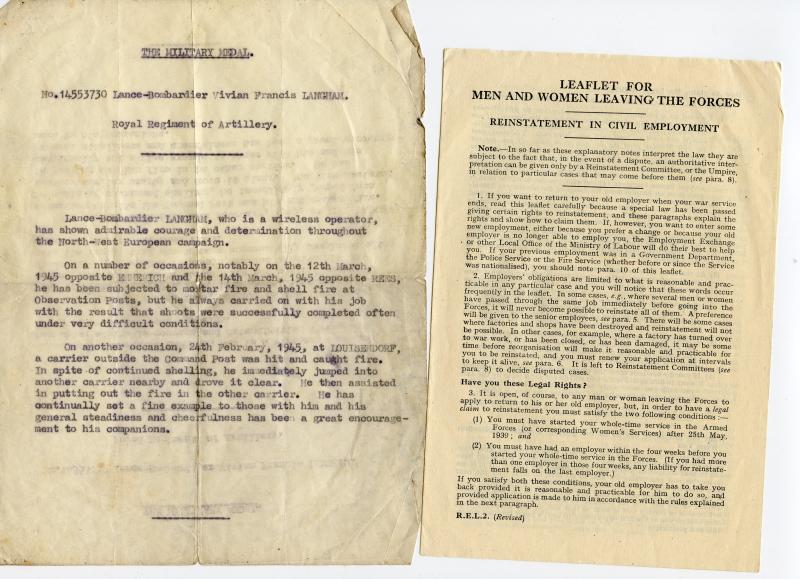 THE MILITARY MEDAL.
No.14553730 Lance-Bombardier Vivian Francis LANGHAM.
Royal Regiment of Artillery.
Lance-Bombardier LANGHAM, who is a wireless operator,
has shown admirable courage and determination throughout
the North-West European campaign.
On a number of occasions, notably on the 12th March,
1945 opposite EMMERICH and the 14th March, 1945 opposite REES,
he has been subjected to mortar fire and shell fire at
Observation Posts, but he always carried on with his job
with the result that shoots were successfully completed often
under very difficult conditions.
On another occasion, 24th February, 1945, at LOUISENDORF,
a carrier outside the Command Post was hit and caught fire.
In spite of continued shelling, he immediately jumped into
another carrier nearby and drove it clear. He then assisted
in putting out the fire in the other carrier. He has
continually set a fine example to those with him and his
general steadiness and cheerfulness has been a great encourage-
ment to his companions.
LEAFLET FOR
MEN AND WOMEN LEAVING THE FORCES
REINSTATEMENT IN CIVIL EMPLOYMENT
Note.—In so far as these explanatory notes interpret the law they are
subject to the fact that, in the event of a dispute, an authoritative inter-
pretation can be given only by a Reinstatement Committee, or the Umpire,
in relation to particular cases that may come before them (see para. 8).
1. If you want to return to your old employer when your war service
ends, read this leaflet carefully because a special law has been passed
giving certain rights to reinstatement, and these paragraphs explain the
rights and show how to claim them. If, however, you want to enter some
new employment, either because you prefer a change or because your old
employer is no longer able to employ you, the Employment Exchange
or other Local Office of the Ministry of Labour will do their best to help
you. If your previous employment was in a Government Department,
the Police Service or the Fire Service (whether before or since the Service
was nationalised), you should note para. 10 of this leaflet.
2. Employers' obligations are limited to what is reasonable and prac-
ticable in any particular case and you will notice that these words occur
frequently in the leaflet. In some cases, e.g., where several men or women
have passed through the same job immediately before going into the
Forces, it will never become possible to reinstate all of them. A preference
will be given to the senior employees, see para. 5. There will be some cases
where factories and shops have been destroyed and reinstatement will not
be possible. In other cases, for example, where a factory has turned over
to war work, or has been closed, or has been damaged, it may be some
time before reorganisation will make it reasonable and practicable for
you to be reinstated, and you must renew your application at intervals
to keep it alive, see para. 6. It is left to Reinstatement Committees (see
para. 8) to decide disputed cases.
Have you these Legal Rights?
3. It is open, of course, to any man or woman leaving the Forces to
apply to return to his or her old employer, but, in order to have a legal
claim to reinstatement you must satisfy the two following conditions :—
(1) You must have started your whole-time service in the Armed
Forces (or corresponding Women's Services) after 25th May,
1939; and
(2) You must have had an employer within the four weeks before you
started your whole-time service in the Forces. (If you had more
than one employer in those four weeks, any liability for reinstate-
ment falls on the last employer.)
If you satisfy both these conditions, your old employer has to take you
back provided it is reasonable and practicable for him to do so, and
provided application is made to him in accordance with the rules explained
in the next paragraph.
R.E.L.2. (Revised)